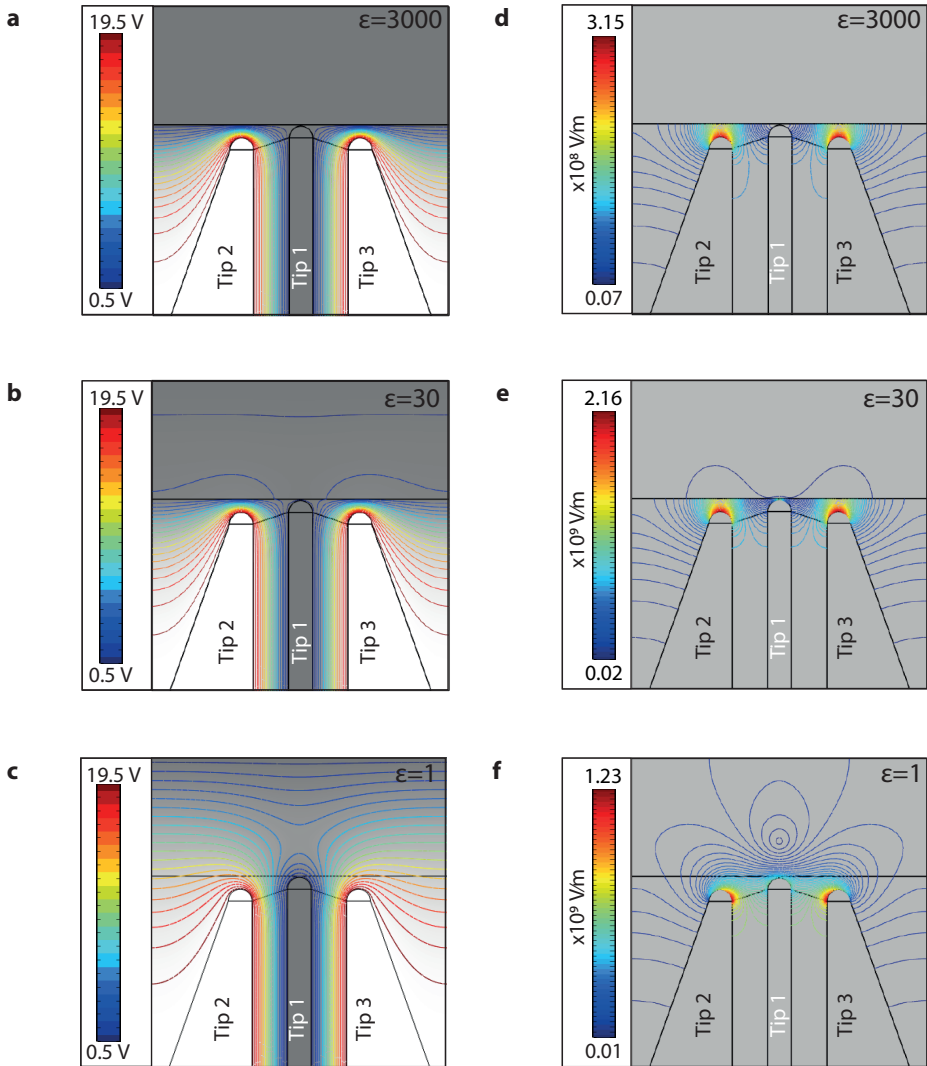 a
19.5 V
ε=3000
Tip 2
Tip 1
Tip 3
0.5 V
d
3.15
ε=3000
x10⁸ V/m
Tip 2
Tip 1
Tip 3
0.07
b
19.5 V
ε=30
Tip 2
Tip 1
Tip 3
0.5 V
e
2.16
ε=30
x10⁹ V/m
Tip 2
Tip 1
Tip 3
0.02
c
19.5 V
ε=1
Tip 2
Tip 1
Tip 3
0.5 V
f
1.23
ε=1
x10⁹ V/m
Tip 2
Tip 1
Tip 3
0.01